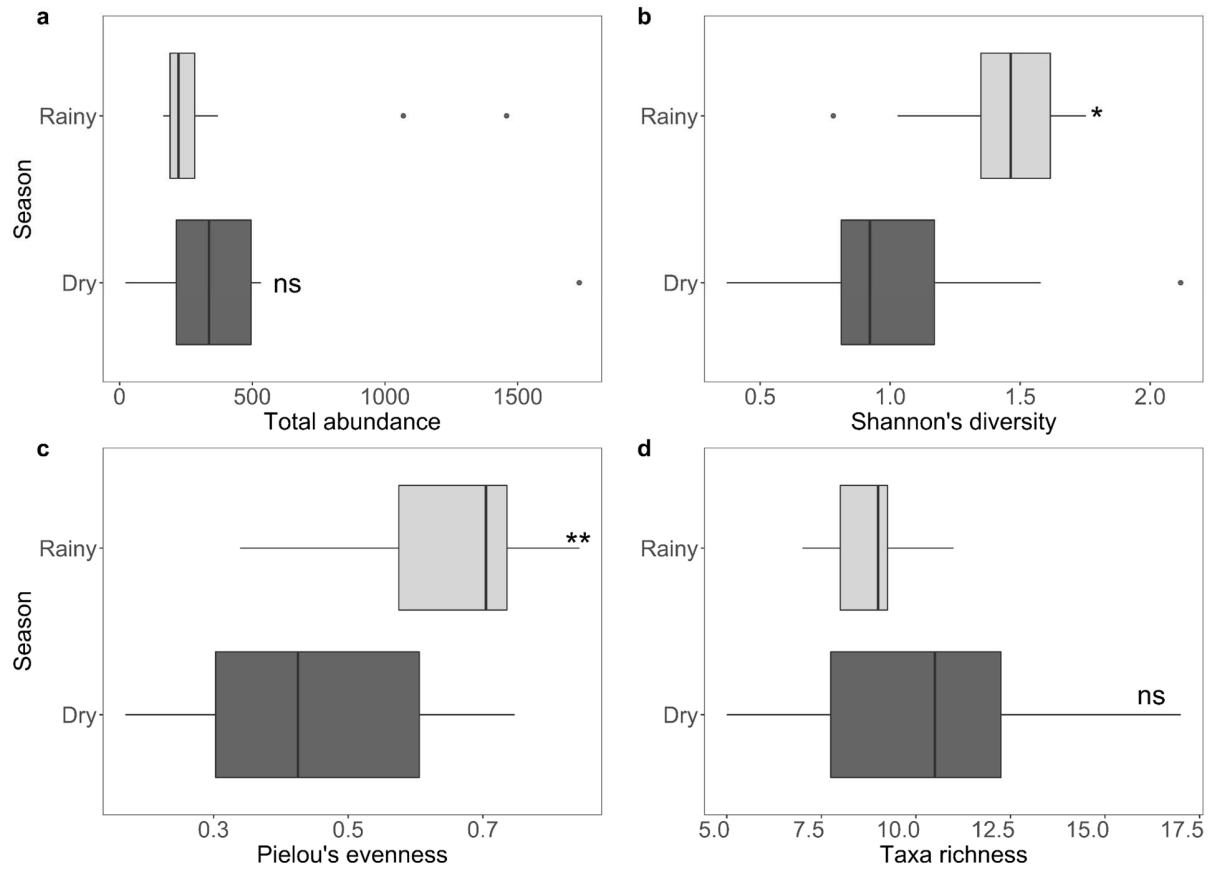 a
Season
Rainy
Dry
ns
0 500 1000 1500
Total abundance
b
Rainy
*
Dry
0.5 1.0 1.5 2.0
Shannon's diversity
c
Season
Rainy
**
Dry
0.3 0.5 0.7
Pielou's evenness
d
Rainy
Dry
ns
5.0 7.5 10.0 12.5 15.0 17.5
Taxa richness